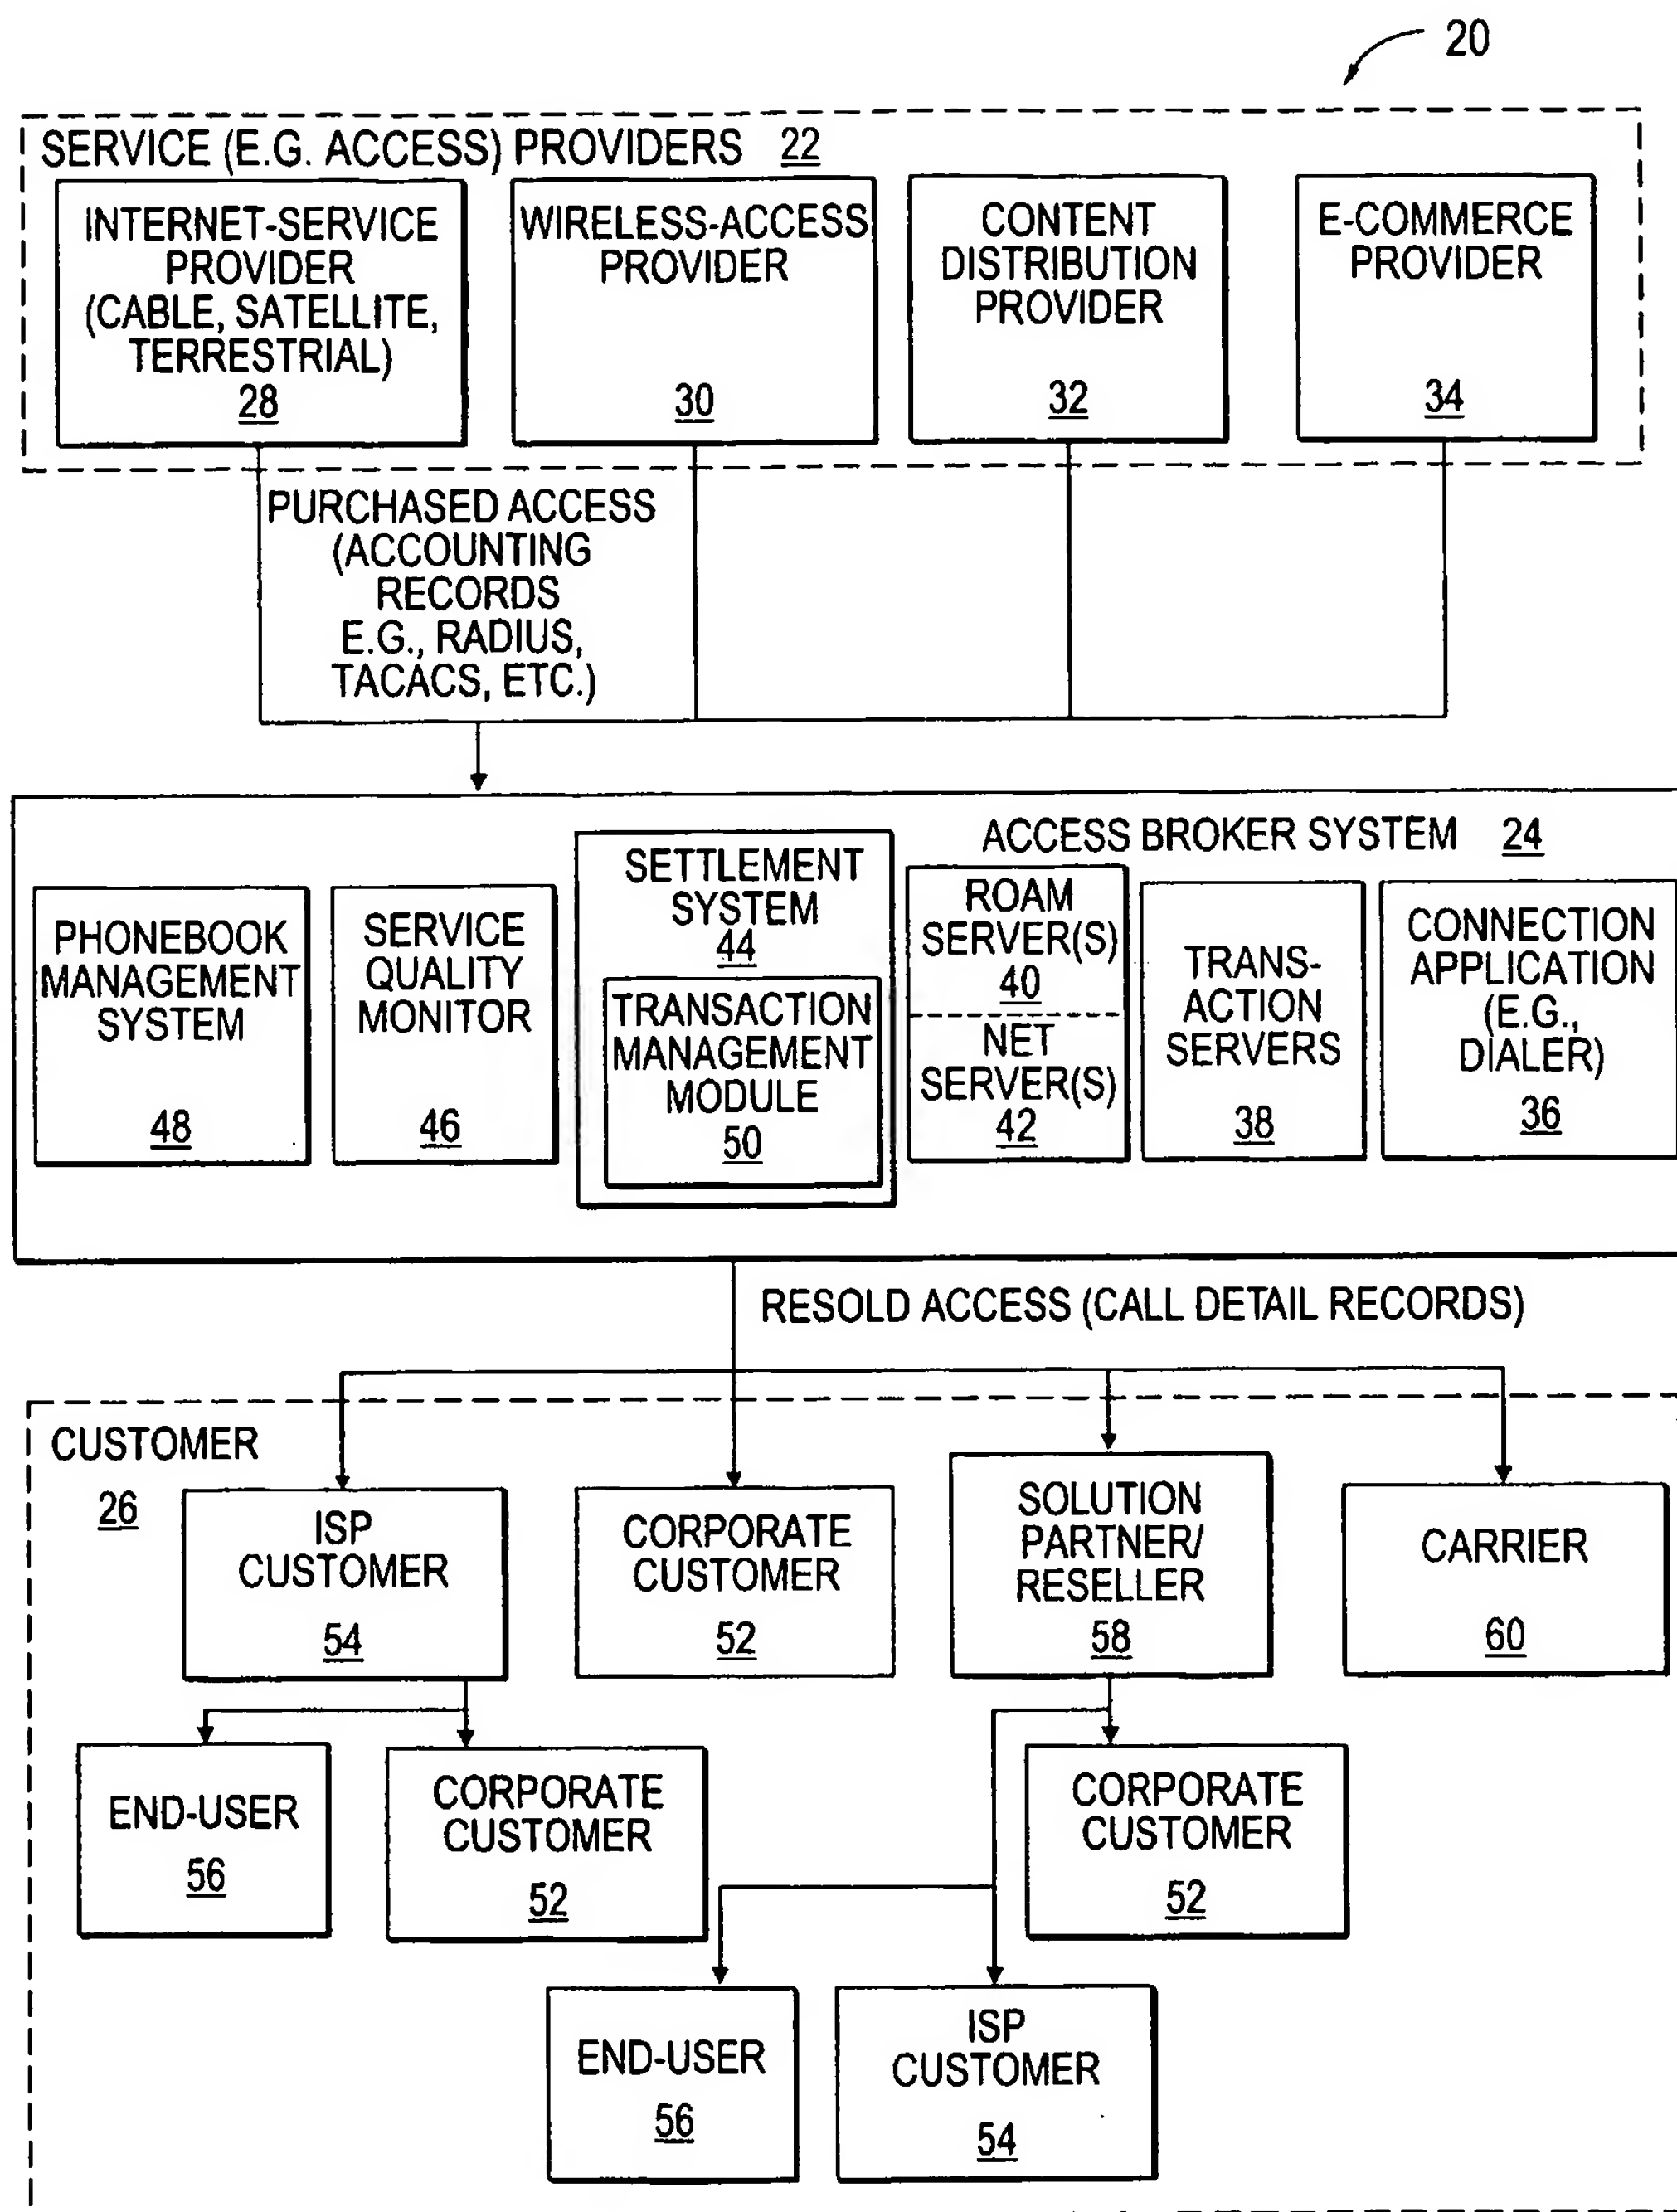 20
SERVICE (E.G. ACCESS) PROVIDERS 22
INTERNET-SERVICE
PROVIDER
(CABLE, SATELLITE,
TERRESTRIAL)
28
WIRELESS-ACCESS
PROVIDER
30
CONTENT
DISTRIBUTION
PROVIDER
32
E-COMMERCE
PROVIDER
34
PURCHASED ACCESS
(ACCOUNTING
RECORDS
E.G., RADIUS,
TACACS, ETC.)
ACCESS BROKER SYSTEM 24
PHONEBOOK
MANAGEMENT
SYSTEM
48
SERVICE
QUALITY
MONITOR
46
SETTLEMENT
SYSTEM
44
TRANSACTION
MANAGEMENT
MODULE
50
ROAM
SERVER(S)
40
NET
SERVER(S)
42
TRANS-
ACTION
SERVERS
38
CONNECTION
APPLICATION
(E.G.,
DIALER)
36
RESOLD ACCESS (CALL DETAIL RECORDS)
CUSTOMER
26
ISP
CUSTOMER
54
CORPORATE
CUSTOMER
52
SOLUTION
PARTNER/
RESELLER
58
CARRIER
60
END-USER
56
CORPORATE
CUSTOMER
52
CORPORATE
CUSTOMER
52
END-USER
56
ISP
CUSTOMER
54